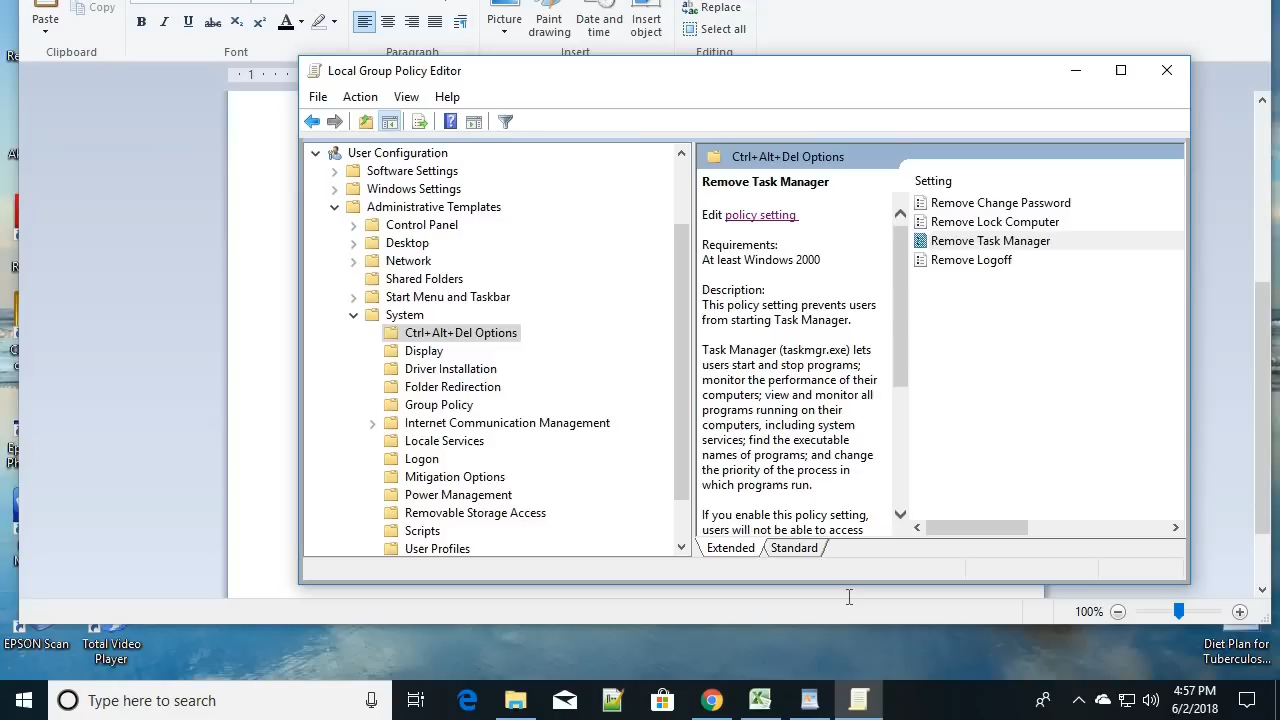 Paste
Copy
Clipboard
B I U abc X2 X2 A
Font
Paragraph
Picture
Paint drawing
Date and time
Insert object
Insert
Replace
Select all
Editing
1
Local Group Policy Editor
File Action View Help
User Configuration
Software Settings
Windows Settings
Administrative Templates
Control Panel
Desktop
Network
Shared Folders
Start Menu and Taskbar
System
Ctrl+Alt+Del Options
Display
Driver Installation
Folder Redirection
Group Policy
Internet Communication Management
Locale Services
Logon
Mitigation Options
Power Management
Removable Storage Access
Scripts
User Profiles
Ctrl+Alt+Del Options
Remove Task Manager
Edit policy setting
Requirements:
At least Windows 2000
Description:
This policy setting prevents users
from starting Task Manager.
Task Manager (taskmgr.exe) lets
users start and stop programs;
monitor the performance of their
computers; view and monitor all
programs running on their
computers, including system
services; find the executable
names of programs; and change
the priority of the process in
which programs run.
If you enable this policy setting,
users will not be able to access
Setting
Remove Change Password
Remove Lock Computer
Remove Task Manager
Remove Logoff
Extended Standard
100%
EPSON Scan
Total Video
Player
Diet Plan for
Tuberculos...
Type here to search
4:57 PM
6/2/2018